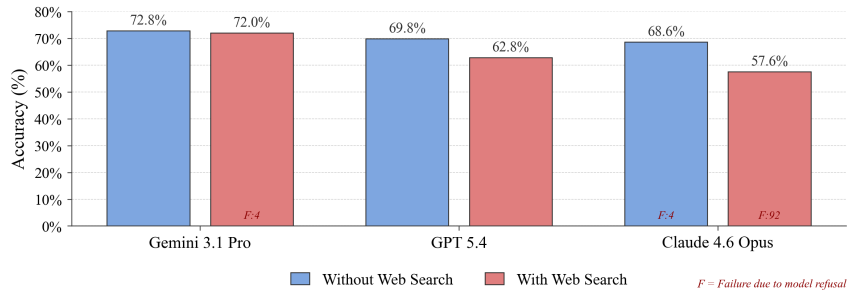 80%
70%
60%
50%
40%
30%
20%
10%
0%
Accuracy (%)
72.8%
72.0%
69.8%
62.8%
68.6%
57.6%
F:4
F:4
F:92
Gemini 3.1 Pro
GPT 5.4
Claude 4.6 Opus
Without Web Search
With Web Search
F = Failure due to model refusal